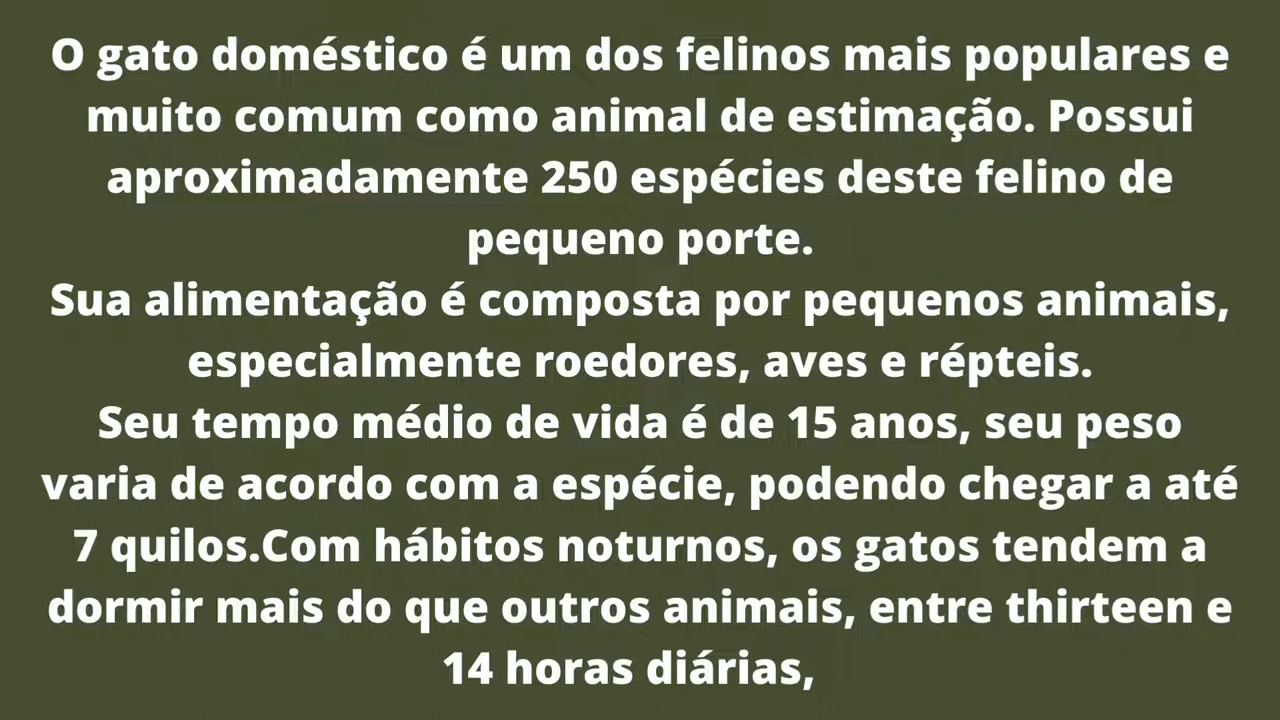 O gato doméstico é um dos felinos mais populares e
muito comum como animal de estimação. Possui
aproximadamente 250 espécies deste felino de
pequeno porte.
Sua alimentação é composta por pequenos animais,
especialmente roedores, aves e répteis.
Seu tempo médio de vida é de 15 anos, seu peso
varia de acordo com a espécie, podendo chegar a até
7 quilos.Com hábitos noturnos, os gatos tendem a
dormir mais do que outros animais, entre thirteen e
14 horas diárias,